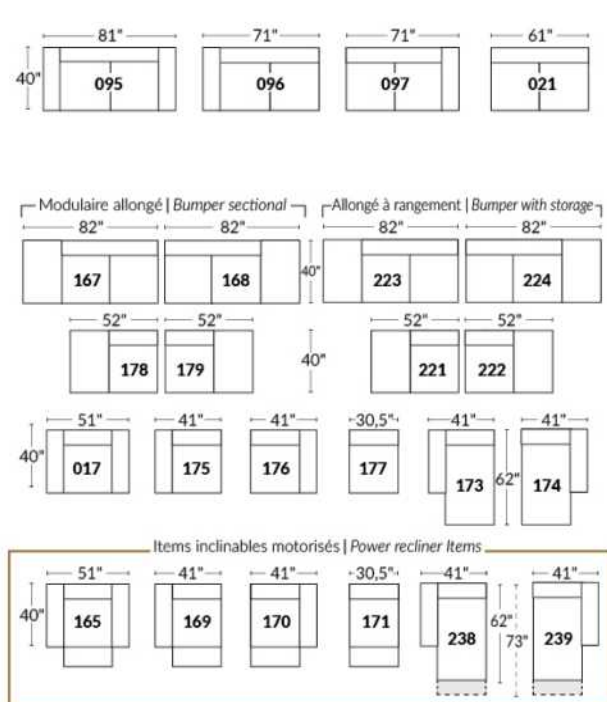 81" 71" 71" 61"
40" 095 096 097 021
Modulaire allongé | Bumper sectional Allongé à rangement | Bumper with storage
82" 82" 82" 82"
167 168 40" 223 224
52" 52" 52" 52"
178 179 40" 221 222
51" 41" 41" 30,5" 41" 41"
40" 017 175 176 177 173 62" 174
Items inclinables motorisés | Power recliner Items
51" 41" 41" 30,5" 41" 41"
40" 165 169 170 171 238 62" 73" 239